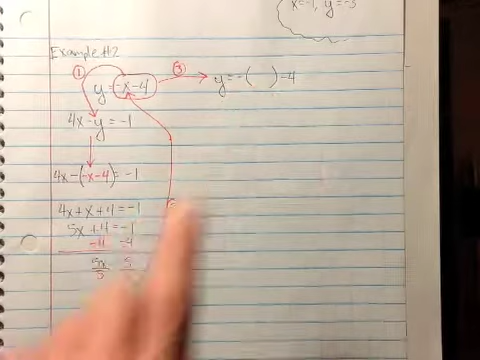 x=-1, y=-3
Example #2
① ③
y=-x-4 y=-( )-4
4x-y=-1
4x-(-x-4)=-1
4x+x+4=-1
5x+4=-1
-4 -4
5x 5
5